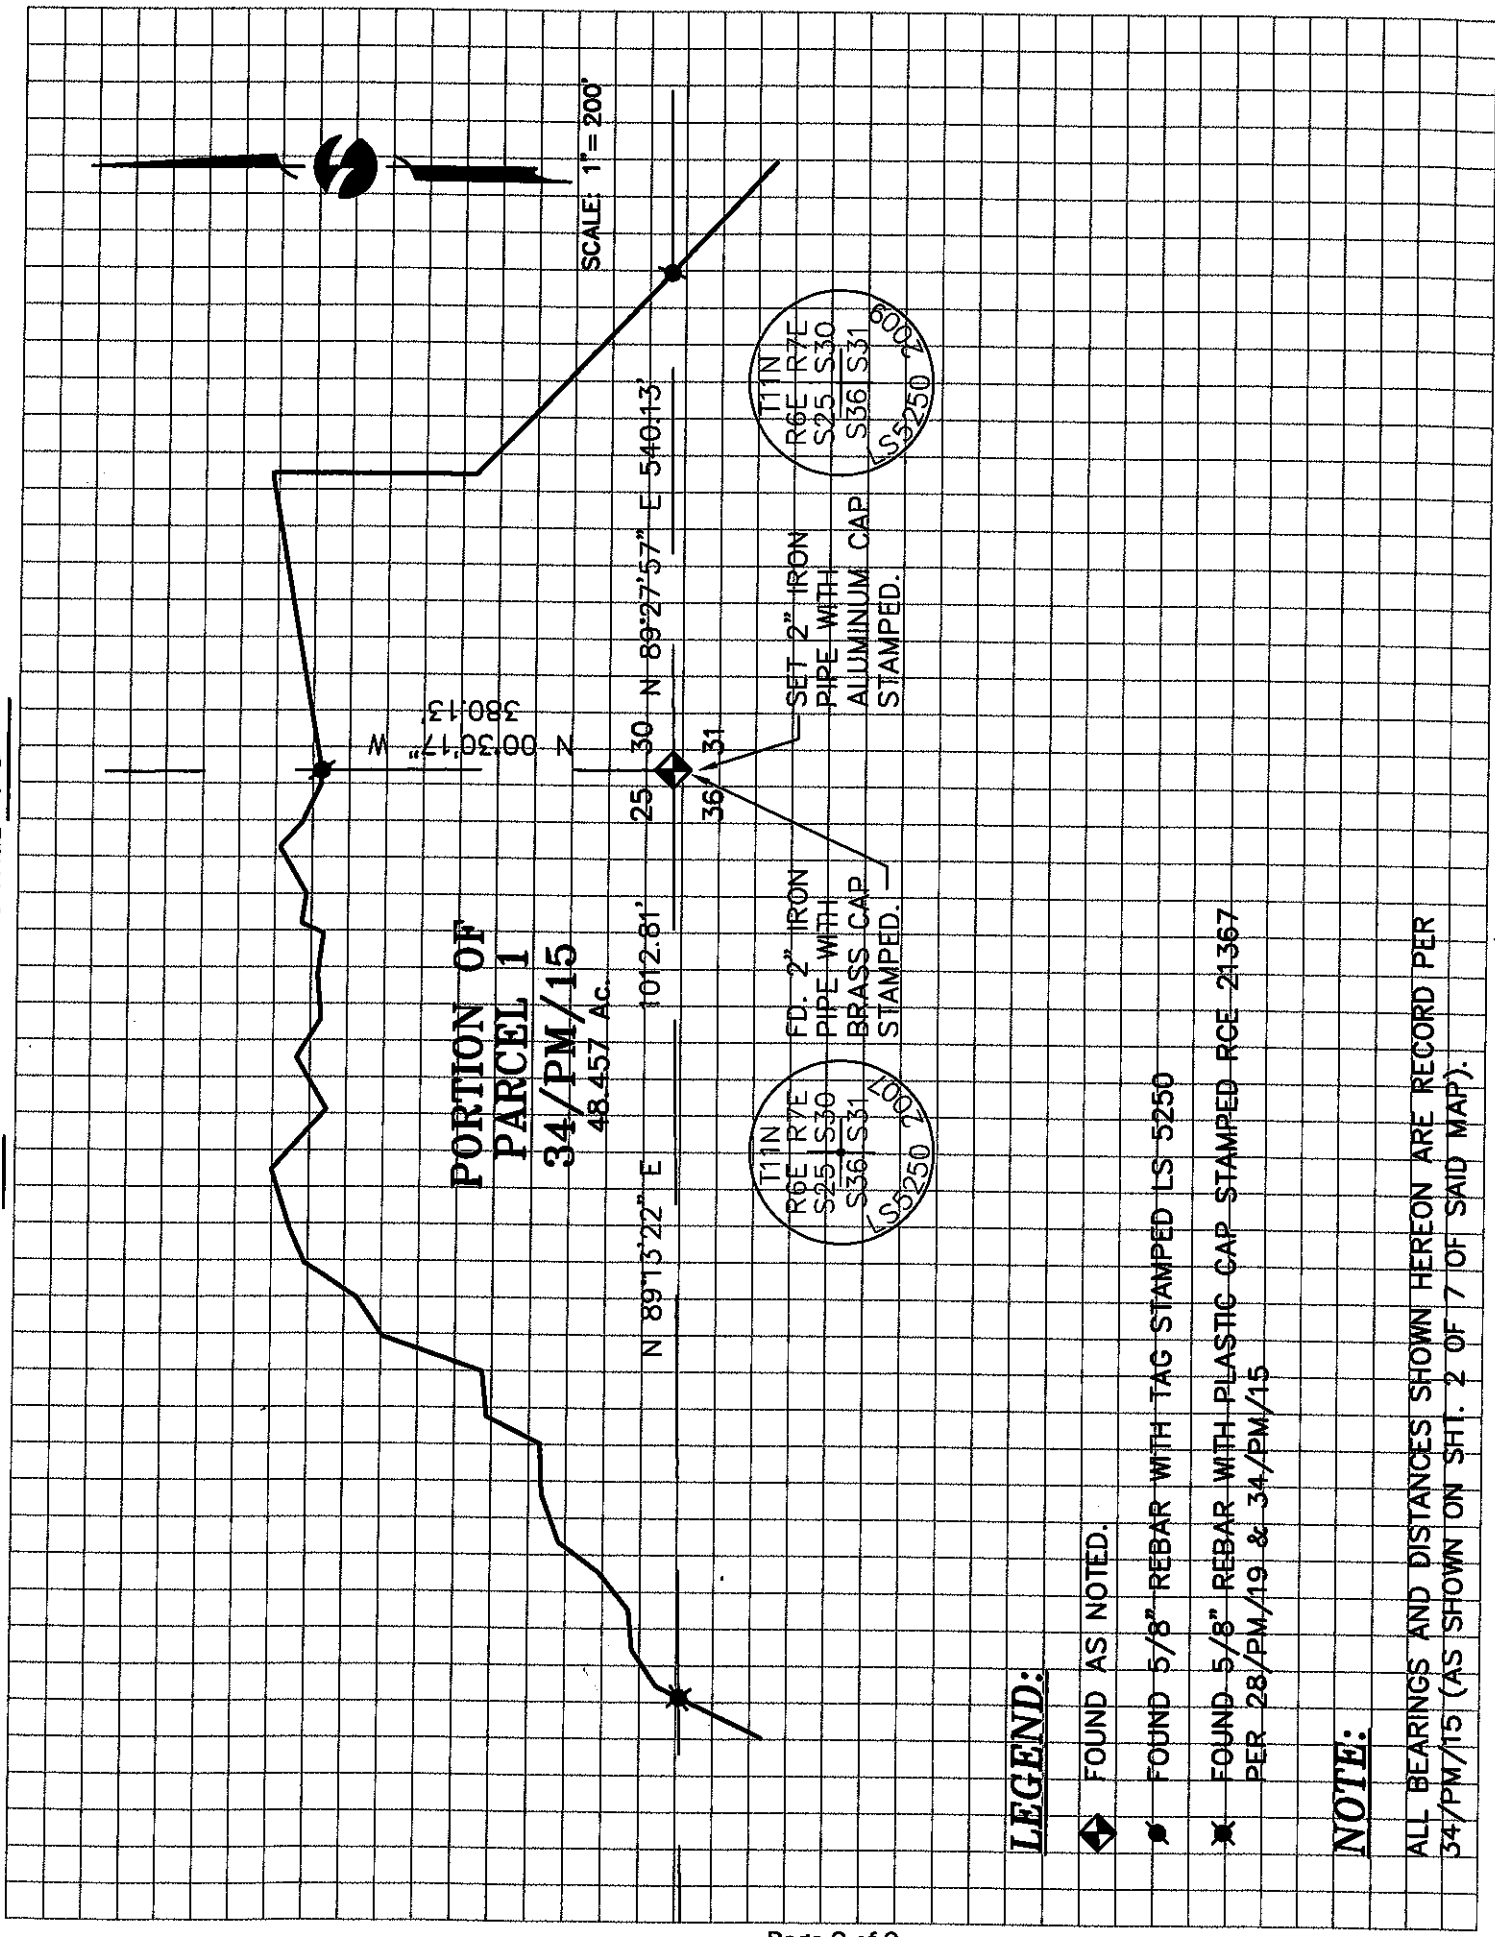 SCALE: 1"= 200'
N 00°30'17" W
380.13'
PORTION OF
PARCEL 1
34/PM/15
48.457 Ac.
N 89°13'22" E 1012.81'
25 30
N 89°27'57" E 540.13'
36 31
T11N
R6E R7E
S25 S30
S36 S31
LS5250 2007
FD. 2" IRON
PIPE WITH
BRASS CAP
STAMPED.
SET 2" IRON
PIPE WITH
ALUMINUM CAP
STAMPED.
T11N
R6E R7E
S25 S30
S36 S31
LS5250 2009
LEGEND:
FOUND AS NOTED.
FOUND 5/8" REBAR WITH TAG STAMPED LS 5250
FOUND 5/8" REBAR WITH PLASTIC CAP STAMPED RCE 21367
PER 28/PM/19 & 34/PM/15
NOTE:
ALL BEARINGS AND DISTANCES SHOWN HEREON ARE RECORD PER
34/PM/15 (AS SHOWN ON SHT. 2 OF 7 OF SAID MAP).